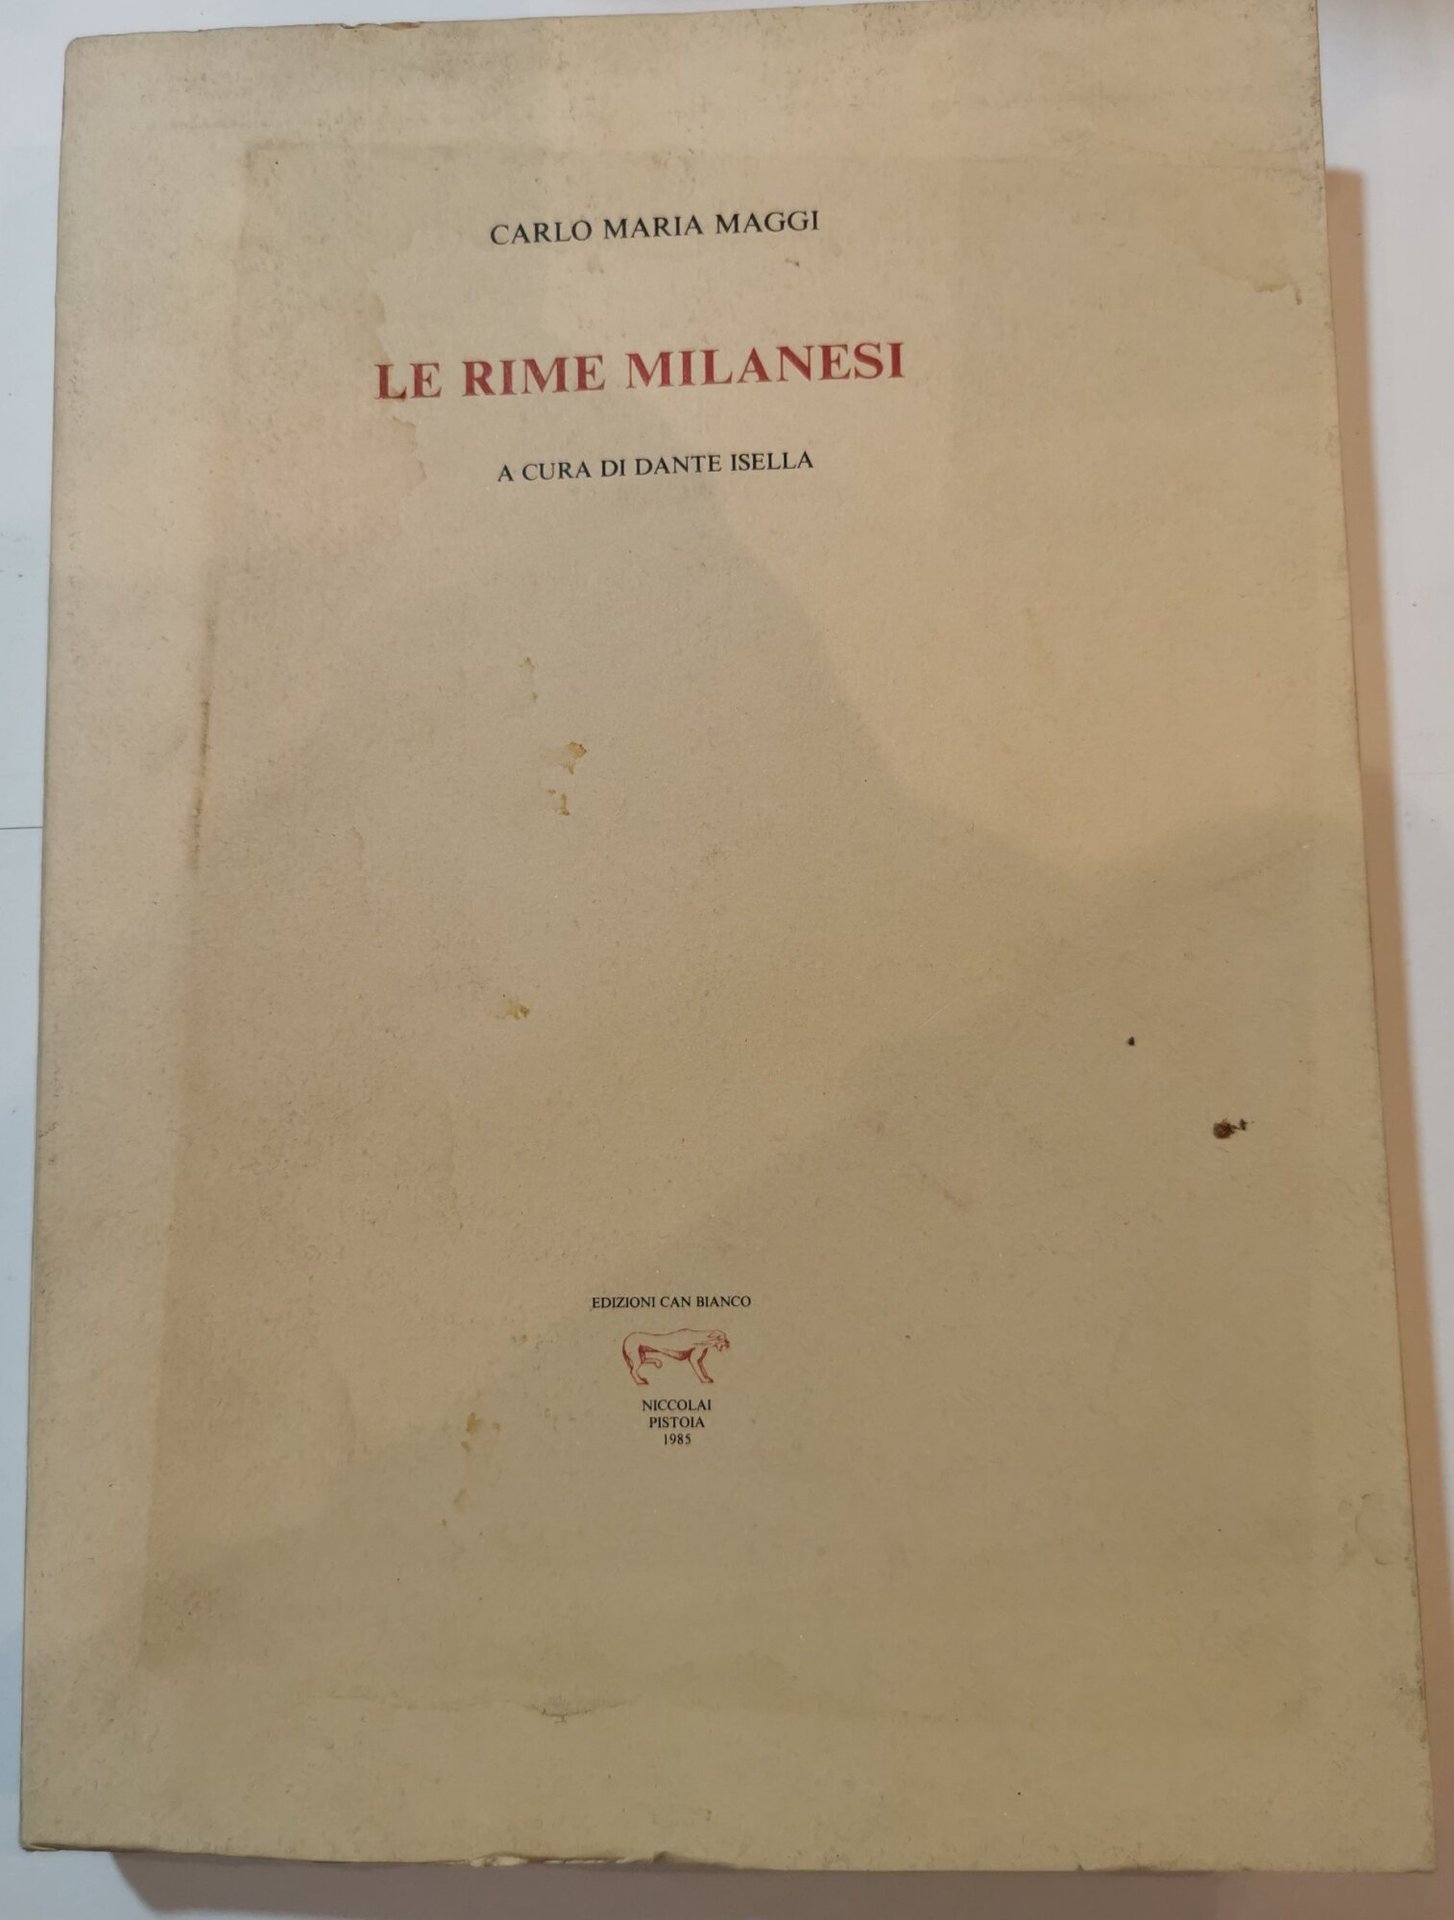 CARLO MARIA MAGGI
LE RIME MILANESI
A CURA DI DANTE ISELLA
EDIZIONI CAN BIANCO
NICCOLAI
PISTOIA
1985